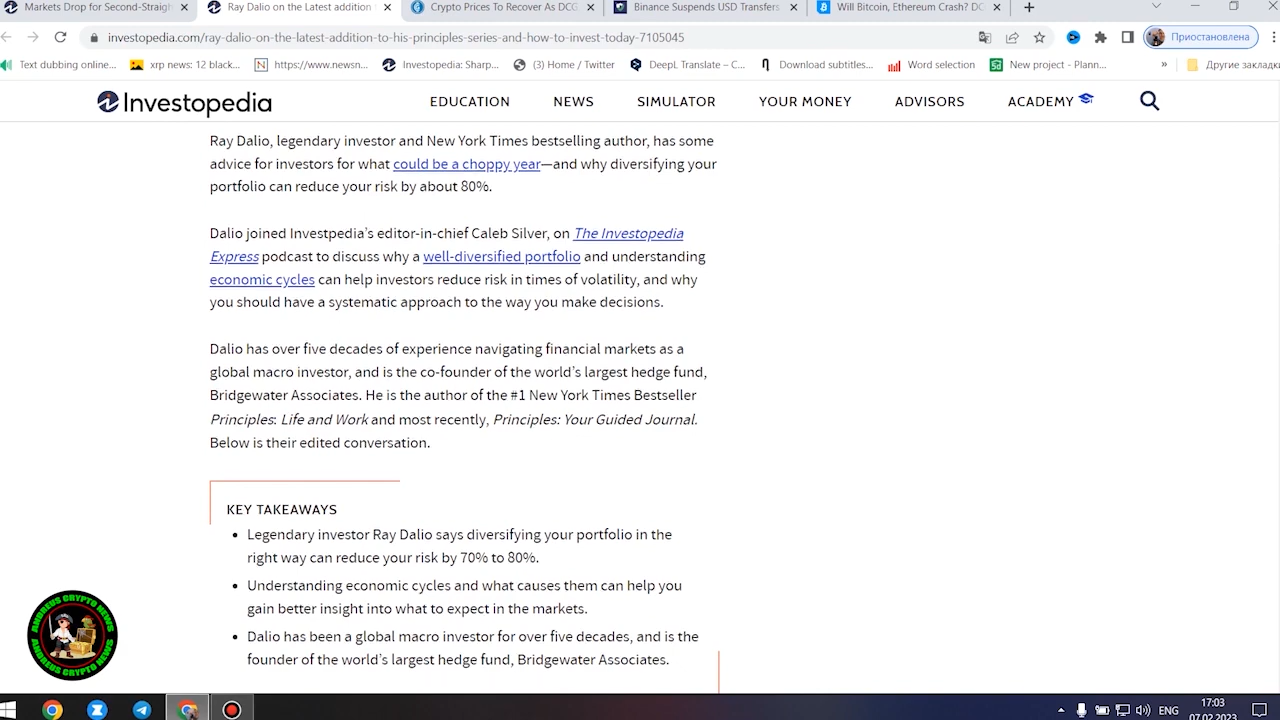 Markets Drop for Second-Straigh
Ray Dalio on the Latest addition
Crypto Prices To Recover As DCG
Binance Suspends USD Transfers
Will Bitcoin, Ethereum Crash? DC
investopedia.com/ray-dalio-on-the-latest-addition-to-his-principles-series-and-how-to-invest-today-7105045
Приостановлена
Text dubbing online...
xrp news: 12 black...
https://www.newsn...
Investopedia: Sharp...
(3) Home / Twitter
DeepL Translate – C...
Download subtitles...
Word selection
New project - Plann...
»
Другие закладки
Investopedia
EDUCATION
NEWS
SIMULATOR
YOUR MONEY
ADVISORS
ACADEMY
Ray Dalio, legendary investor and New York Times bestselling author, has some
advice for investors for what could be a choppy year—and why diversifying your
portfolio can reduce your risk by about 80%.
Dalio joined Investpedia’s editor-in-chief Caleb Silver, on The Investopedia
Express podcast to discuss why a well-diversified portfolio and understanding
economic cycles can help investors reduce risk in times of volatility, and why
you should have a systematic approach to the way you make decisions.
Dalio has over five decades of experience navigating financial markets as a
global macro investor, and is the co-founder of the world’s largest hedge fund,
Bridgewater Associates. He is the author of the #1 New York Times Bestseller
Principles: Life and Work and most recently, Principles: Your Guided Journal.
Below is their edited conversation.
KEY TAKEAWAYS
• Legendary investor Ray Dalio says diversifying your portfolio in the
right way can reduce your risk by 70% to 80%.
• Understanding economic cycles and what causes them can help you
gain better insight into what to expect in the markets.
• Dalio has been a global macro investor for over five decades, and is the
founder of the world’s largest hedge fund, Bridgewater Associates.
ANDREUS CRYPTO NEWS
ANDREUS CRYPTO NEWS
ENG
17:03
07.02.2023